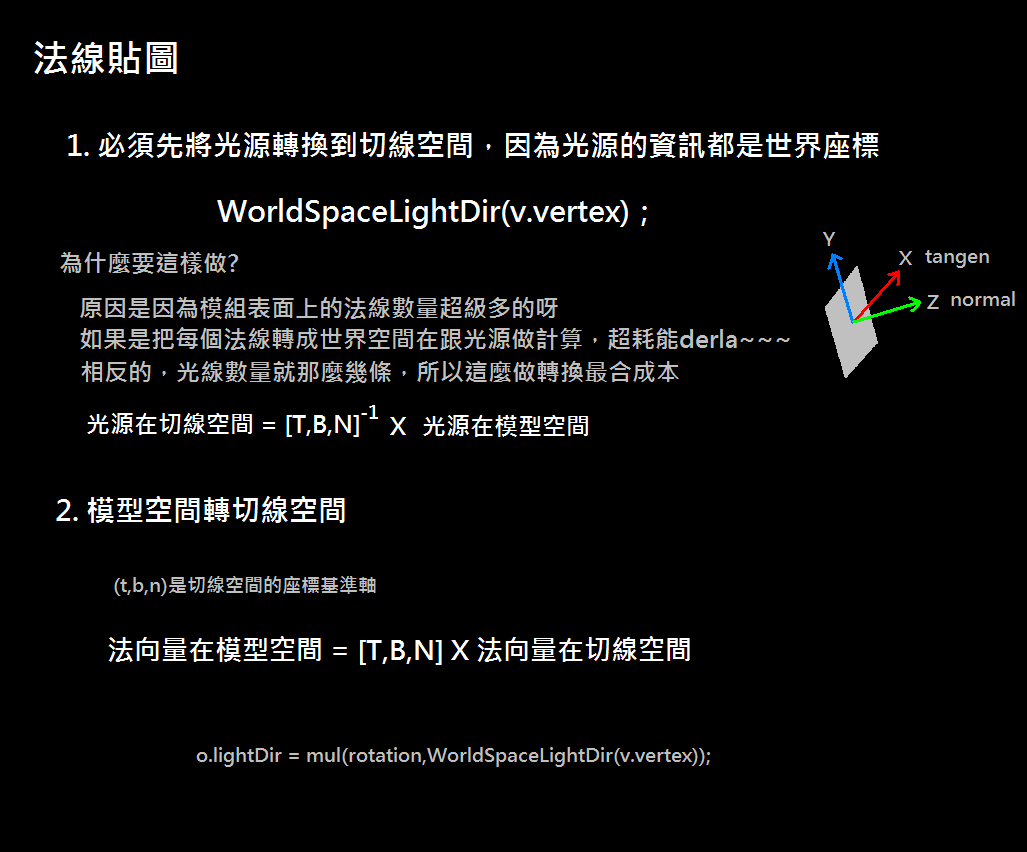 法線貼圖
1. 必須先將光源轉換到切線空間，因為光源的資訊都是世界座標
WorldSpaceLightDir(v.vertex) ;
為什麼要這樣做?
原因是因為模組表面上的法線數量超級多的呀
如果是把每個法線轉成世界空間在跟光源做計算，超耗能derla~~~
相反的，光線數量就那麼幾條，所以這麼做轉換最合成本
Y
X tangen
Z normal
光源在切線空間 = [T,B,N]-1 X 光源在模型空間
2. 模型空間轉切線空間
(t,b,n)是切線空間的座標基準軸
法向量在模型空間 = [T,B,N] X 法向量在切線空間
o.lightDir = mul(rotation,WorldSpaceLightDir(v.vertex));